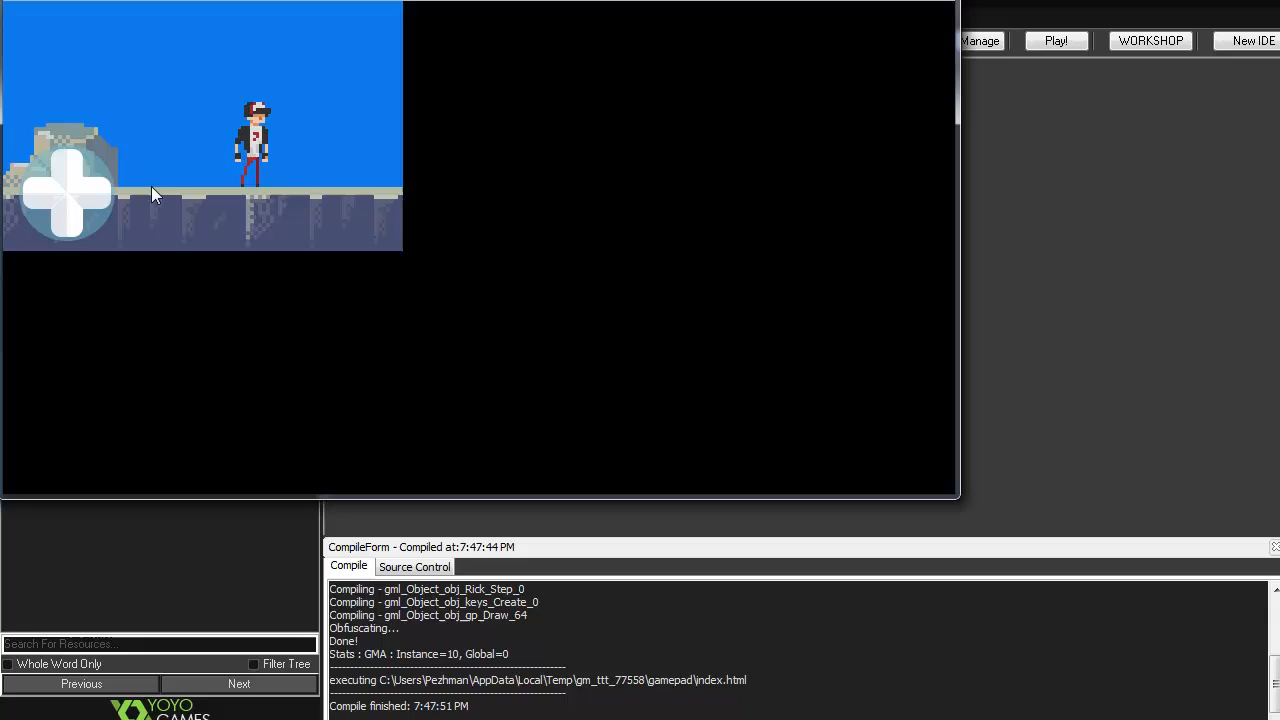 Manage
Play!
WORKSHOP
New IDE
CompileForm - Compiled at:7:47:44 PM
Compile
Source Control
Compiling - gml_Object_obj_Rick_Step_0
Compiling - gml_Object_obj_keys_Create_0
Compiling - gml_Object_obj_gp_Draw_64
Obfuscating...
Done!
Stats : GMA : Instance=10, Global=0
----------------------------------------------------------
executing C:\Users\Pezhman\AppData\Local\Temp\gm_ttt_77558\gamepad\index.html
----------------------------------------------------------
Compile finished: 7:47:51 PM
Search For Resources...
Whole Word Only
Filter Tree
Previous
Next
YOYO
GAMES